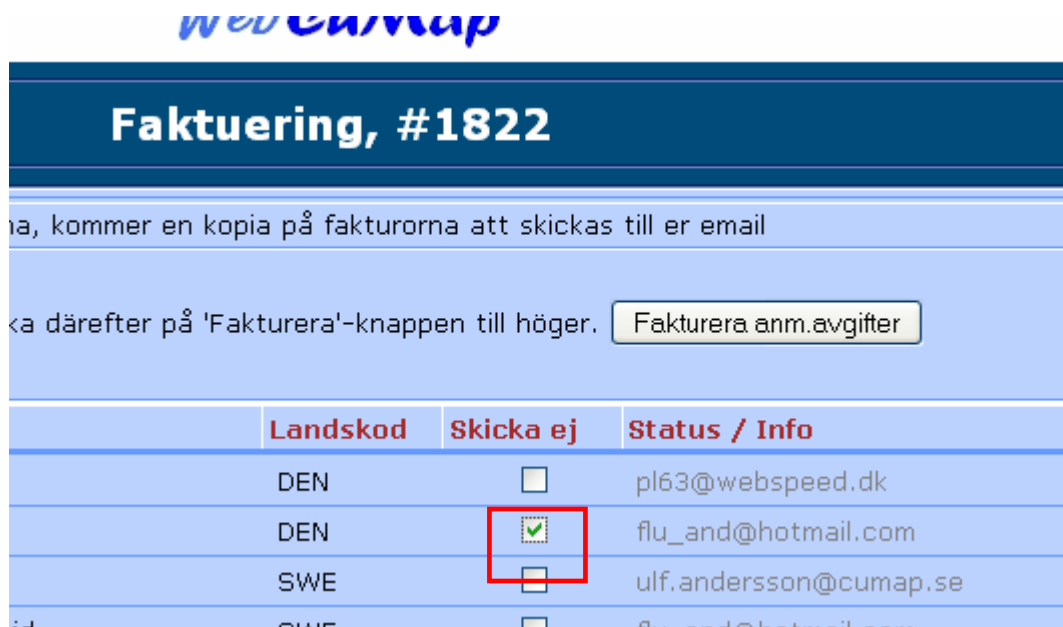 WebCuMap
Faktuering, #1822
na, kommer en kopia på fakturorna att skickas till er email
ka därefter på 'Fakturera'-knappen till höger. Fakturera anm.avgifter
Landskod Skicka ej Status / Info
DEN pl63@webspeed.dk
DEN flu_and@hotmail.com
SWE ulf.andersson@cumap.se